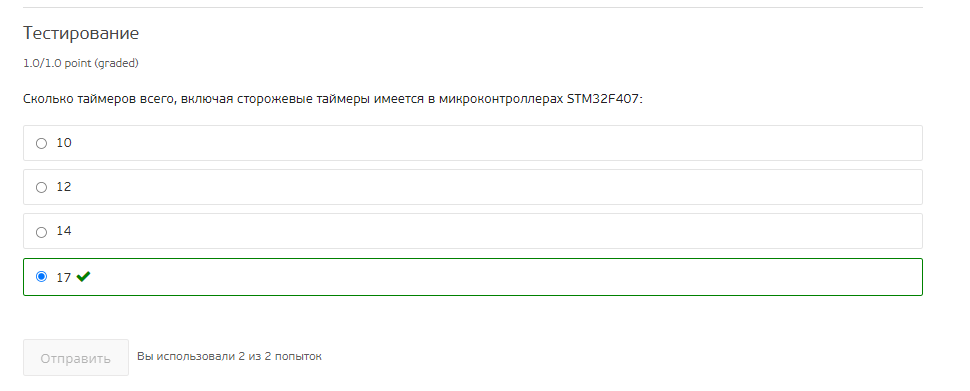 Тестирование
1.0/1.0 point (graded)
Сколько таймеров всего, включая сторожевые таймеры имеется в микроконтроллерах STM32F407:
10
12
14
17
Отправить Вы использовали 2 из 2 попыток